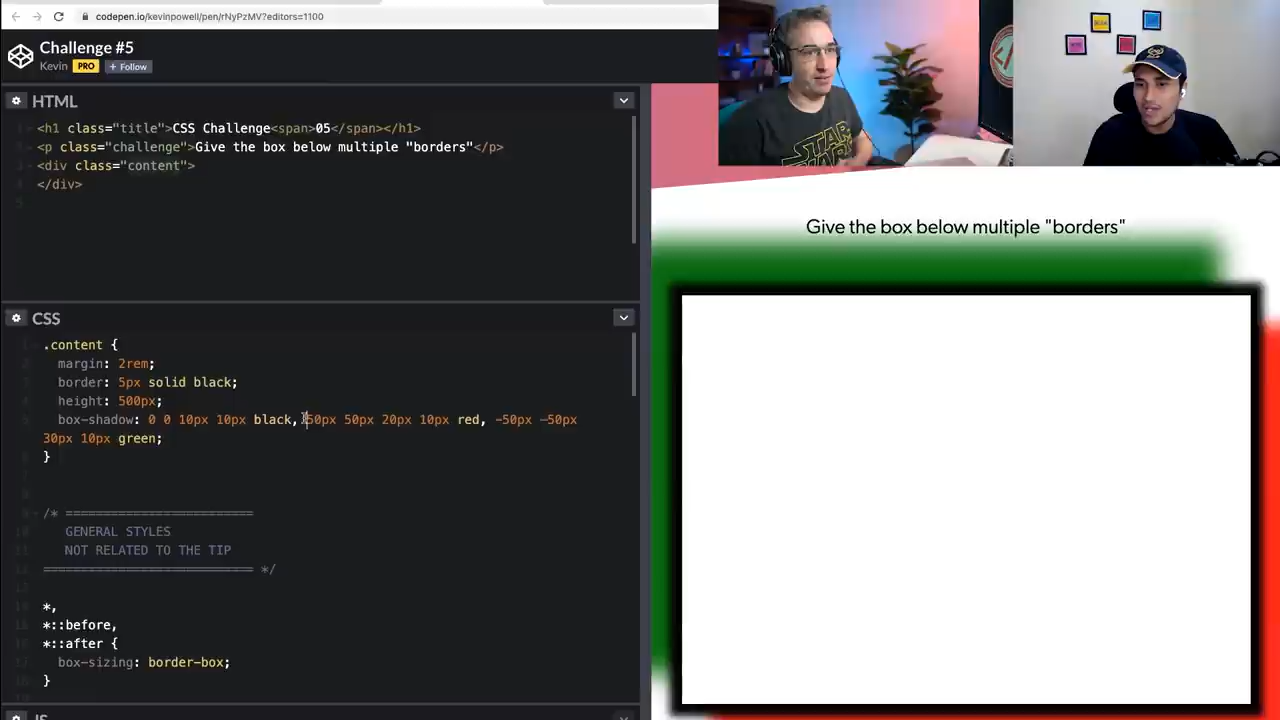 codepen.io/kevinpowell/pen/rNyPzMV?editors=1100
Challenge #5
Kevin PRO + Follow
HTML
<h1 class="title">CSS Challenge<span>05</span></h1>
<p class="challenge">Give the box below multiple "borders"</p>
<div class="content">
</div>
5
CSS
.content {
margin: 2rem;
border: 5px solid black;
height: 500px;
box-shadow: 0 0 10px 10px black, 50px 50px 20px 10px red, -50px -50px
30px 10px green;
}
/* =========================
GENERAL STYLES
NOT RELATED TO THE TIP
============================ */
*,
*::before,
*::after {
box-sizing: border-box;
}
JS
STAR
WARS
Give the box below multiple "borders"